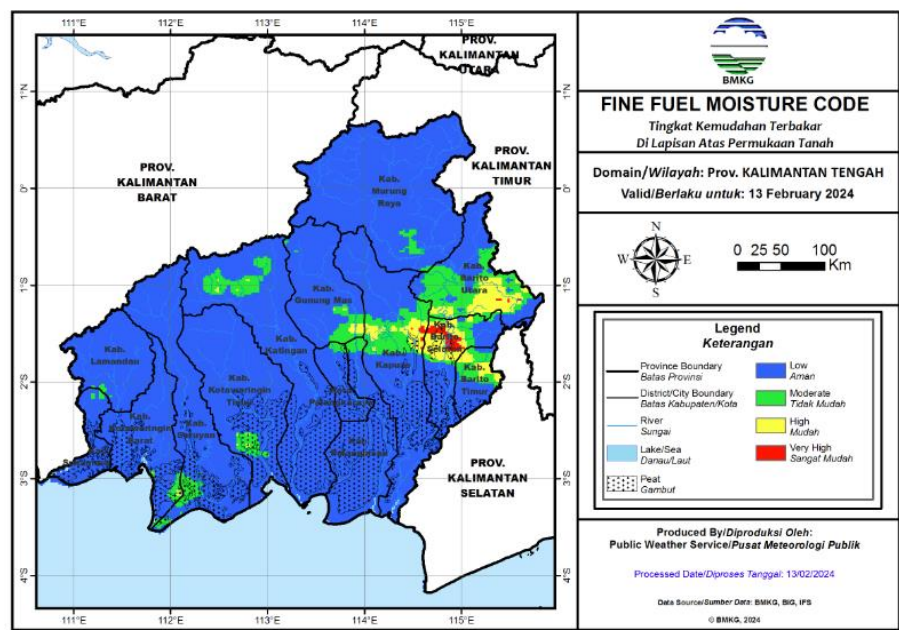 111°E 112°E 113°E 114°E 115°E
PROV.
KALIMANTAN
UTARA
1°N
PROV.
KALIMANTAN
BARAT
PROV.
KALIMANTAN
TIMUR
0°
Kab.
Murung
Raya
Kab.
Barito
Utara
1°S
Kab.
Gunung Mas
Kab.
Katingan
Kab.
Lamandau
Kab.
Kapuas
Kab.
Barito
Timur
2°S
Kab.
Kotawaringin
Timur
Kab.
Kab.
3°S
PROV.
KALIMANTAN
SELATAN
4°S
111°E 112°E 113°E 114°E 115°E
BMKG
FINE FUEL MOISTURE CODE
Tingkat Kemudahan Terbakar
Di Lapisan Atas Permukaan Tanah
Domain/Wilayah: Prov. KALIMANTAN TENGAH
Valid/Berlaku untuk: 13 February 2024
N
W E
S
0 25 50 100
Km
Legend
Keterangan
Province Boundary
Batas Provinsi
District/City Boundary
Batas Kabupaten/Kota
River
Sungai
Lake/Sea
Danau/Laut
Peat
Gambut
Low
Aman
Moderate
Tidak Mudah
High
Mudah
Very High
Sangat Mudah
Produced By/Diproduksi Oleh:
Public Weather Service/Pusat Meteorologi Publik
Processed Date/Diproses Tanggal: 13/02/2024
Data Source/Sumber Data: BMKG, BIG, IFS
© BMKG, 2024